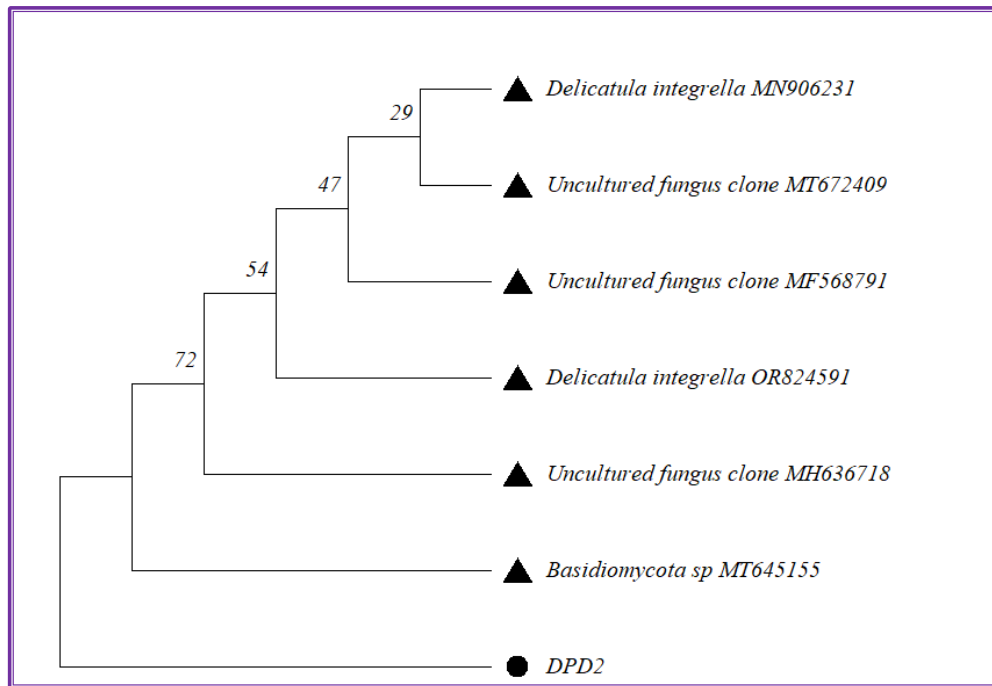 Delicatula integrella MN906231
29
Uncultured fungus clone MT672409
47
54
Uncultured fungus clone MF568791
72
Delicatula integrella OR824591
Uncultured fungus clone MH636718
Basidiomycota sp MT645155
DPD2